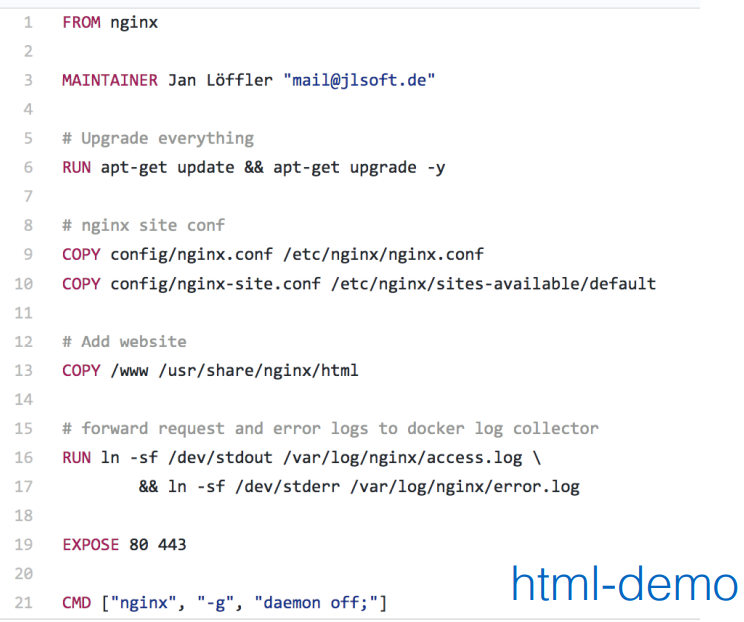 1 FROM nginx
2
3 MAINTAINER Jan Löffler "mail@jlsoft.de"
4
5 # Upgrade everything
6 RUN apt-get update && apt-get upgrade -y
7
8 # nginx site conf
9 COPY config/nginx.conf /etc/nginx/nginx.conf
10 COPY config/nginx-site.conf /etc/nginx/sites-available/default
11
12 # Add website
13 COPY /www /usr/share/nginx/html
14
15 # forward request and error logs to docker log collector
16 RUN ln -sf /dev/stdout /var/log/nginx/access.log \
17 && ln -sf /dev/stderr /var/log/nginx/error.log
18
19 EXPOSE 80 443
20
21 CMD ["nginx", "-g", "daemon off;"]
html-demo